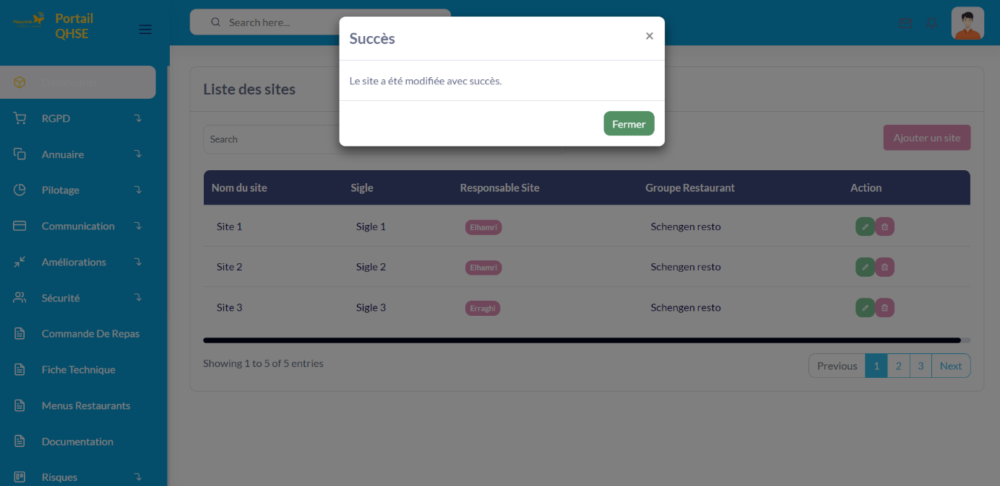 Portail
QHSE
Search here...
Succès
×
Le site a été modifiée avec succès.
Fermer
Dashboards
RGPD
Annuaire
Pilotage
Communication
Améliorations
Sécurité
Commande De Repas
Fiche Technique
Menus Restaurants
Documentation
Risques
Liste des sites
Search
Ajouter un site
Nom du site Sigle Responsable Site Groupe Restaurant Action
Site 1 Sigle 1 Elhamri Schengen resto
Site 2 Sigle 2 Elhamri Schengen resto
Site 3 Sigle 3 Erraghi Schengen resto
Showing 1 to 5 of 5 entries
Previous 1 2 3 Next